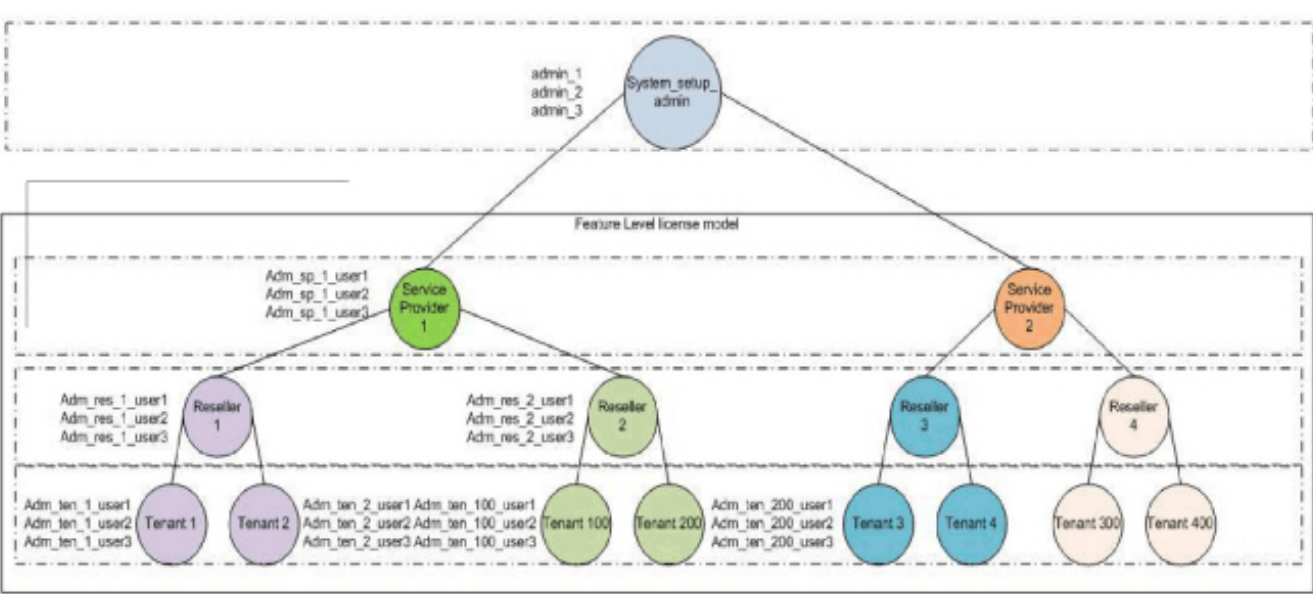 admin_1
admin_2
admin_3
System_setup_
admin
Feature Level license model
Adm_sp_1_user1
Adm_sp_1_user2
Adm_sp_1_user3
Service
Provider
1
Service
Provider
2
Adm_res_1_user1
Adm_res_1_user2
Adm_res_1_user3
Reseller
1
Adm_res_2_user1
Adm_res_2_user2
Adm_res_2_user3
Reseller
2
Reseller
3
Reseller
4
Adm_ten_1_user1
Adm_ten_1_user2
Adm_ten_1_user3
Tenant 1
Tenant 2
Adm_ten_2_user1
Adm_ten_2_user2
Adm_ten_2_user3
Adm_ten_100_user1
Adm_ten_100_user2
Adm_ten_100_user3
Tenant 100
Tenant 200
Adm_ten_200_user1
Adm_ten_200_user2
Adm_ten_200_user3
Tenant 3
Tenant 4
Tenant 300
Tenant 400